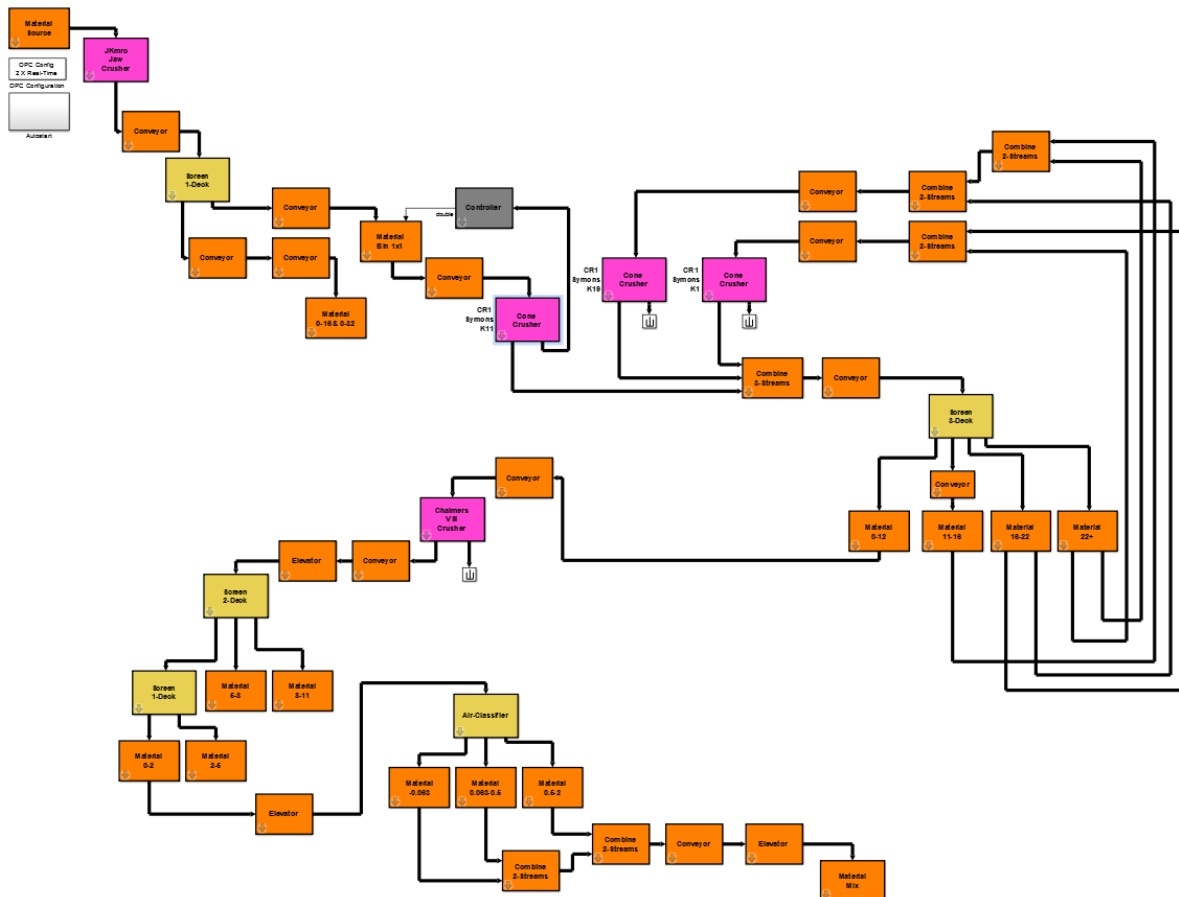 Material
Source
JKmro
Jaw
Crusher
OPC Config
2 X Real-Time
OPC Configuration
Autostart
Conveyor
Screen
1-Deck
Conveyor
Conveyor
Conveyor
Material
0-16 & 0-32
Material
Bin 1x1
double
Controller
Conveyor
CR1
Symons
K11
Cone
Crusher
Combine
2-Streams
Conveyor
Combine
2-Streams
Conveyor
Combine
2-Streams
CR1
Symons
K19
Cone
Crusher
CR1
Symons
K1
Cone
Crusher
Combine
3-Streams
Conveyor
Screen
3-Deck
Conveyor
Material
0-12
Material
11-16
Material
16-22
Material
22+
Conveyor
Chalmers
VSI
Crusher
Conveyor
Elevator
Screen
2-Deck
Screen
1-Deck
Material
5-8
Material
8-11
Material
0-2
Material
2-5
Elevator
Air-Classifier
Material
-0.063
Material
0.063-0.5
Material
0.5-2
Combine
2-Streams
Combine
2-Streams
Conveyor
Elevator
Material
Mix